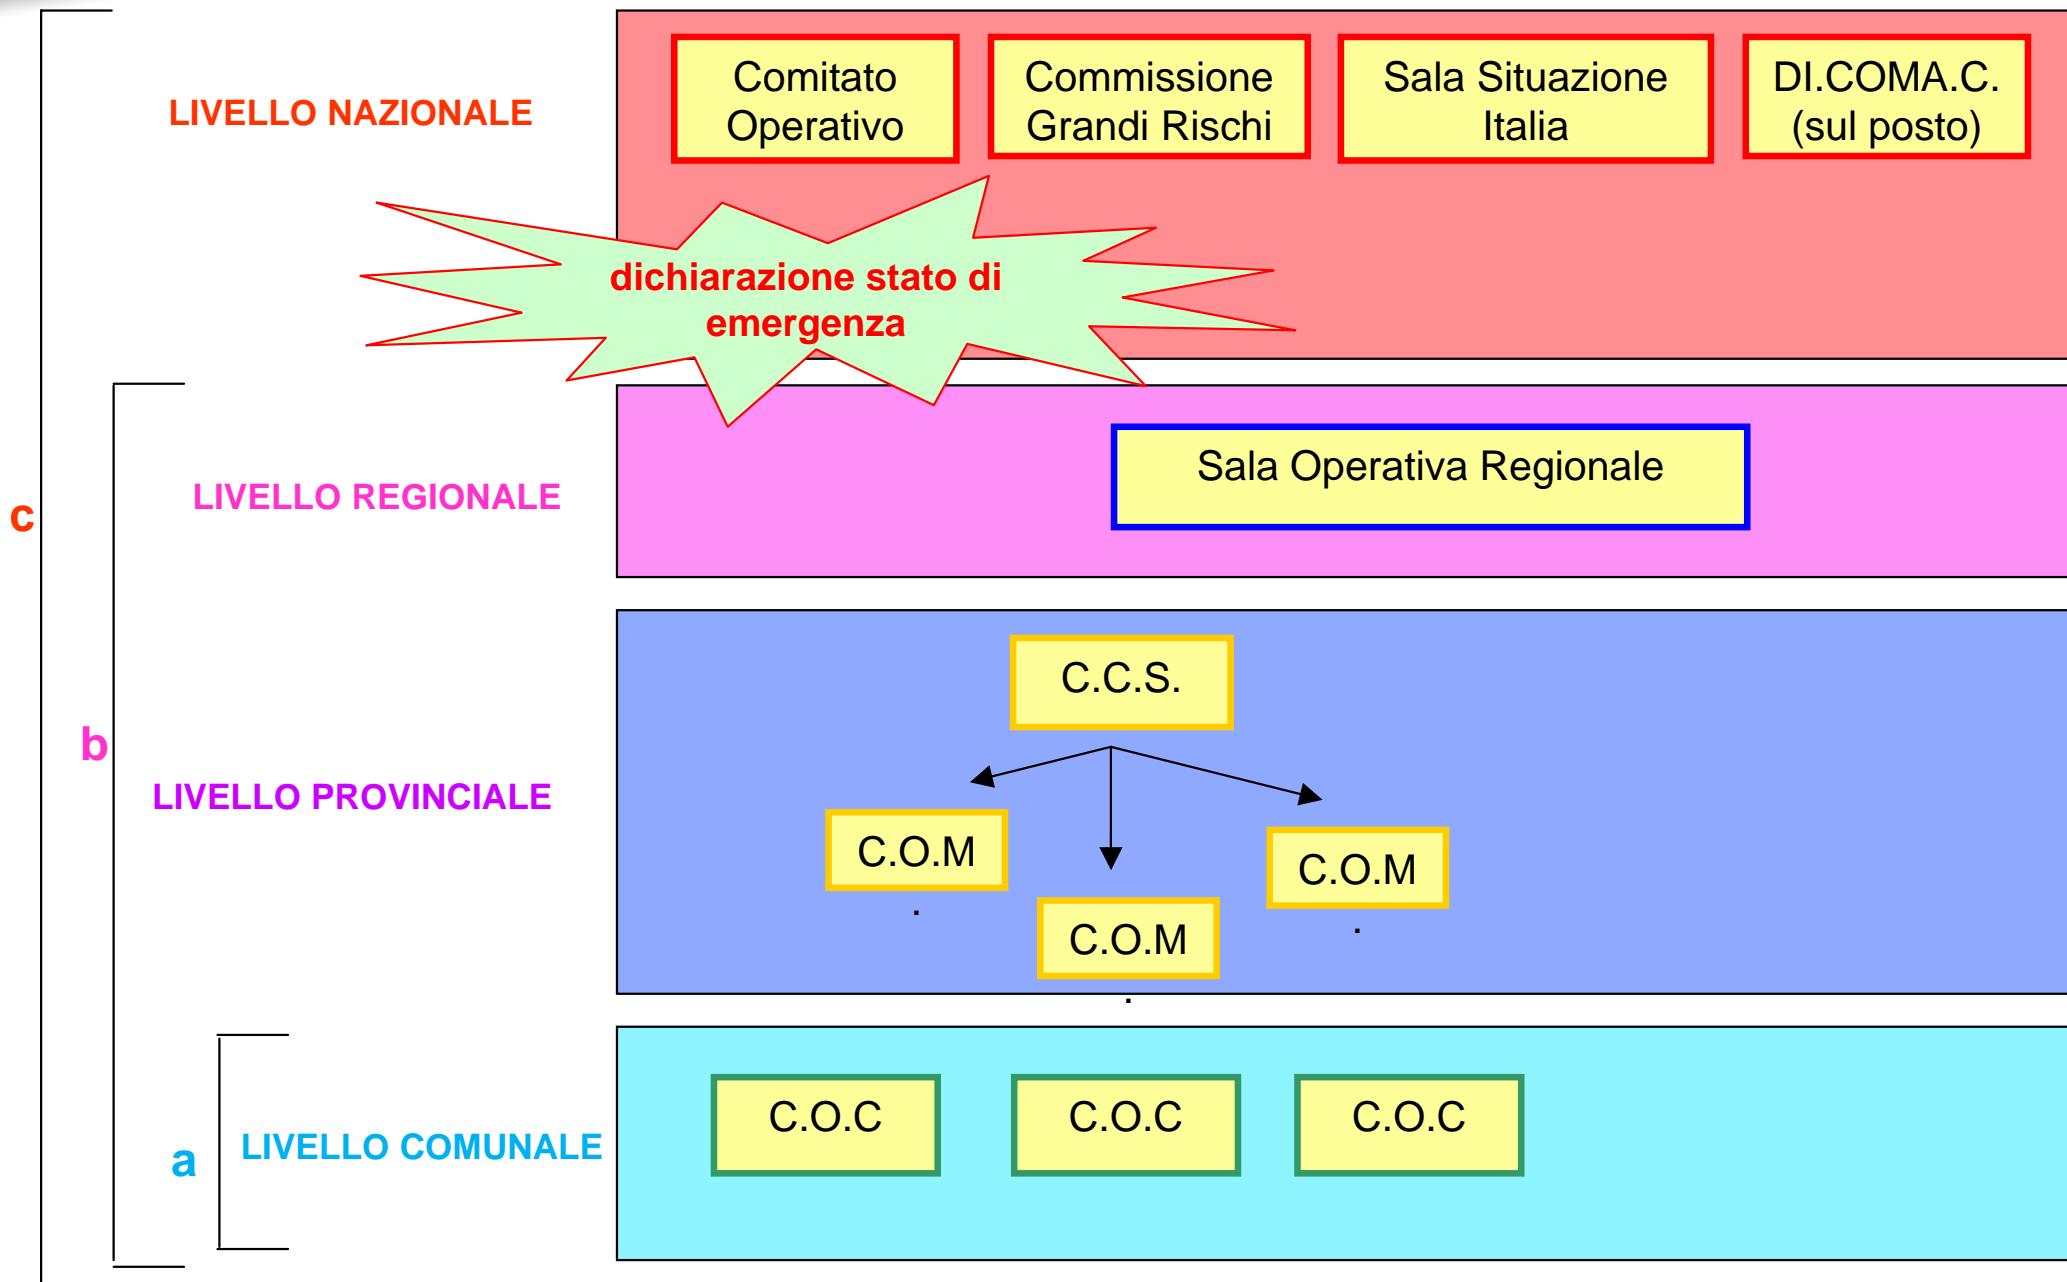 LIVELLO NAZIONALE
Comitato
Operativo
Commissione
Grandi Rischi
Sala Situazione
Italia
DI.COMA.C.
(sul posto)
dichiarazione stato di
emergenza
c
LIVELLO REGIONALE
Sala Operativa Regionale
b
LIVELLO PROVINCIALE
C.C.S.
C.O.M
.
C.O.M
.
C.O.M
.
a
LIVELLO COMUNALE
C.O.C
C.O.C
C.O.C